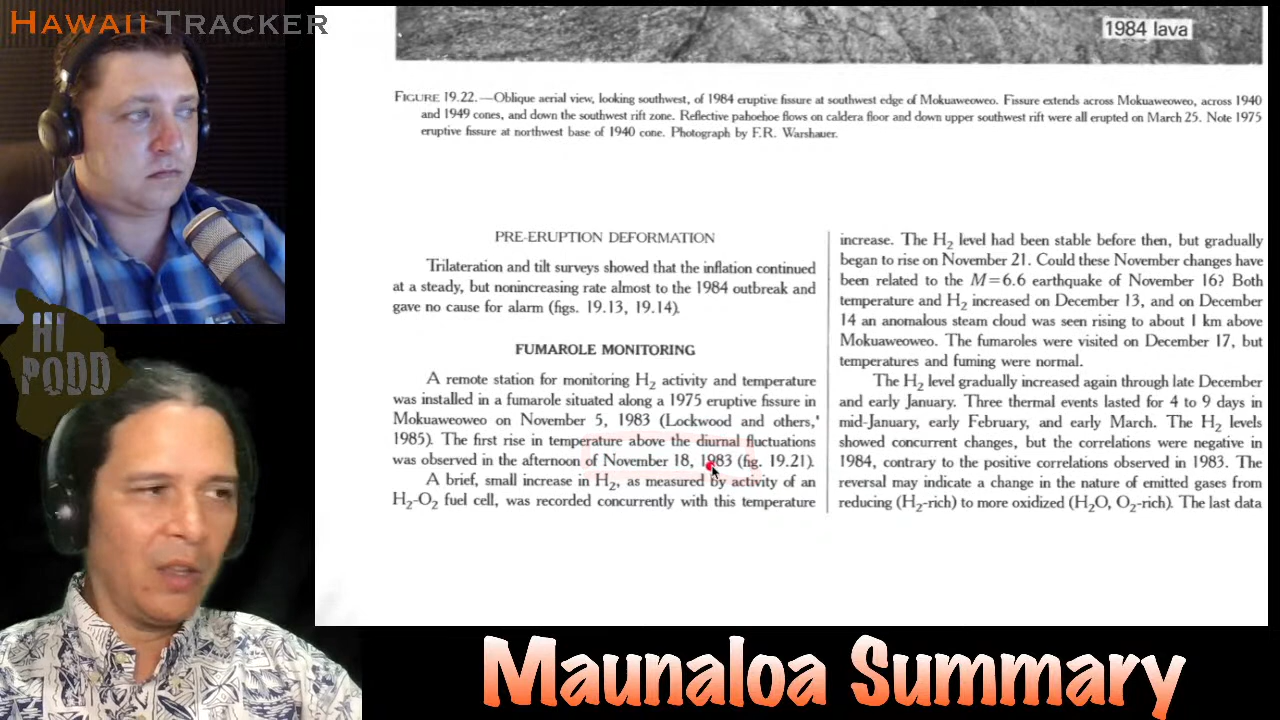 HAWAII TRACKER
1984 lava
FIGURE 19.22.—Oblique aerial view, looking southwest, of 1984 eruptive fissure at southwest edge of Mokuaweoweo. Fissure extends across Mokuaweoweo, across 1940
and 1949 cones, and down the southwest rift zone. Reflective pahoehoe flows on caldera floor and down upper southwest rift were all erupted on March 25. Note 1975
eruptive fissure at northwest base of 1940 cone. Photograph by F.R. Warshauer.
PRE-ERUPTION DEFORMATION
Trilateration and tilt surveys showed that the inflation continued
at a steady, but nonincreasing rate almost to the 1984 outbreak and
gave no cause for alarm (figs. 19.13, 19.14).
FUMAROLE MONITORING
A remote station for monitoring H2 activity and temperature
was installed in a fumarole situated along a 1975 eruptive fissure in
Mokuaweoweo on November 5, 1983 (Lockwood and others,'
1985). The first rise in temperature above the diurnal fluctuations
was observed in the afternoon of November 18, 1983 (fig. 19.21).
A brief, small increase in H2, as measured by activity of an
H2-O2 fuel cell, was recorded concurrently with this temperature
increase. The H2 level had been stable before then, but gradually
began to rise on November 21. Could these November changes have
been related to the M=6.6 earthquake of November 16? Both
temperature and H2 increased on December 13, and on December
14 an anomalous steam cloud was seen rising to about 1 km above
Mokuaweoweo. The fumaroles were visited on December 17, but
temperatures and fuming were normal.
The H2 level gradually increased again through late December
and early January. Three thermal events lasted for 4 to 9 days in
mid-January, early February, and early March. The H2 levels
showed concurrent changes, but the correlations were negative in
1984, contrary to the positive correlations observed in 1983. The
reversal may indicate a change in the nature of emitted gases from
reducing (H2-rich) to more oxidized (H2O, O2-rich). The last data
HI
PODD
Maunaloa Summary